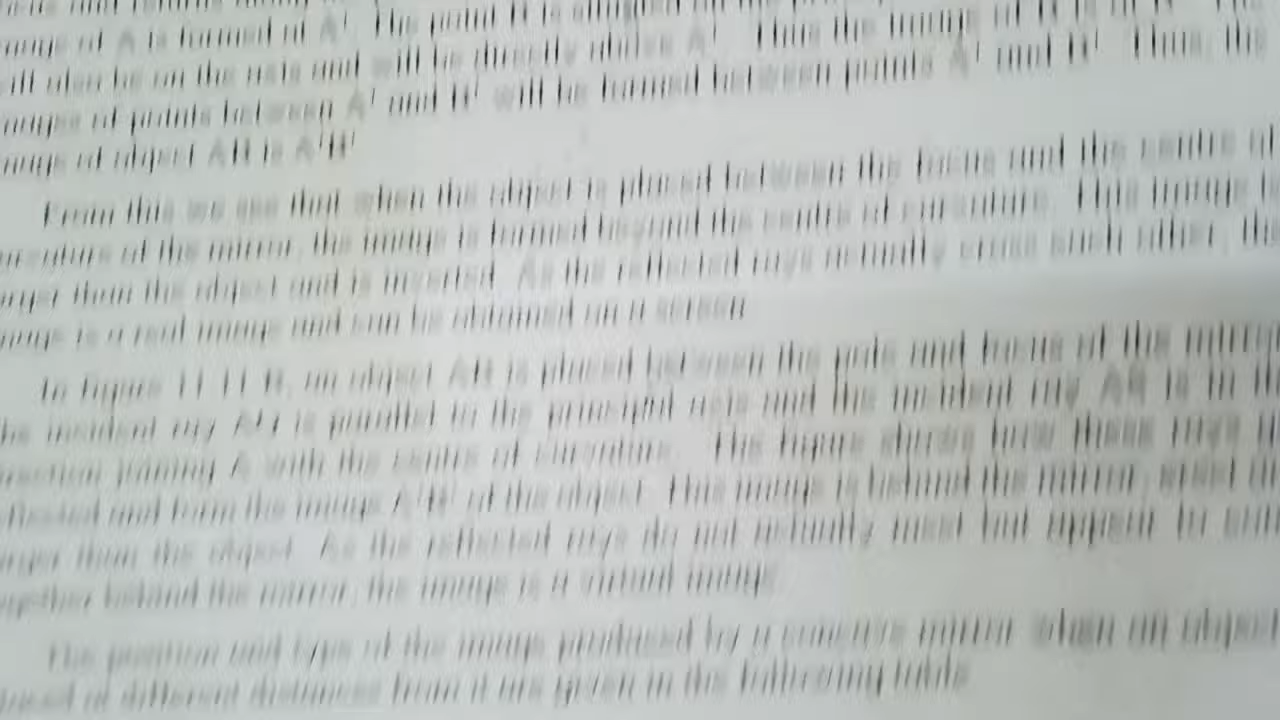 of A is formed at A'. The point B is situated on the
will also be on the axis and will be directly above A'. Thus the image of B is at B'. The
images of points between A' and B' will be formed between points A' and B'. Thus, the
image of object AB is A'B'.
From this we see that when the object is placed between the focus and the centre of
curvature of the mirror, the image is formed beyond the centre of curvature. This image is
larger than the object and is inverted. As the reflected rays actually cross each other, the
image is a real image and can be obtained on a screen.
In figure 11.11 B, an object AB is placed between the pole and focus of the mirror.
The incident ray AD is parallel to the principal axis and the incident ray is in the
direction joining A with the centre of curvature. The figure shows how these rays
reflected and form the image A'B' of the object. This image is behind the mirror, erect
larger than the object. As the reflected rays do not actually meet but appear to
together behind the mirror, the image is a virtual image.
The position and type of the image produced by a concave mirror when an object
placed at different distances from it are given in the following table.